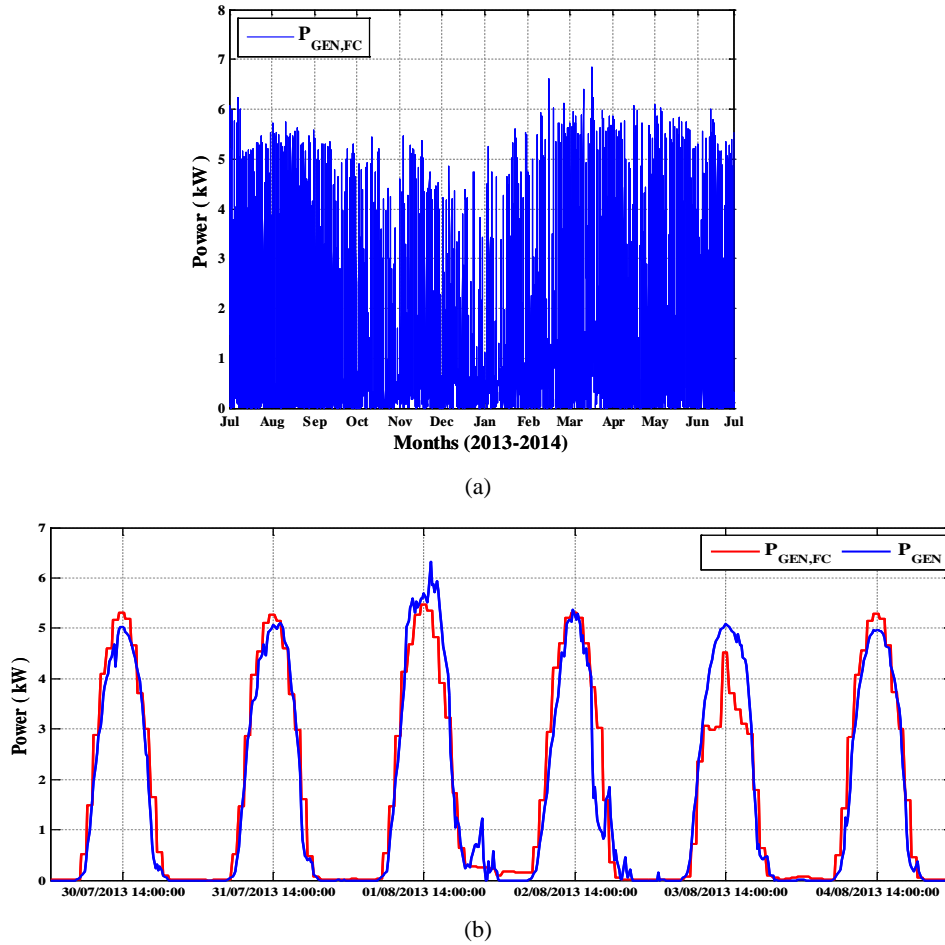 8
P GEN,FC
7
6
5
4
3
2
1
0
Power ( kW)
Jul Aug Sep Oct Nov Dec Jan Feb Mar Apr May Jun Jul
Months (2013-2014)
(a)
7
P GEN,FC P GEN
6
5
4
3
2
1
0
Power ( kW)
30/07/2013 14:00:00 31/07/2013 14:00:00 01/08/2013 14:00:00 02/08/2013 14:00:00 03/08/2013 14:00:00 04/08/2013 14:00:00
(b)